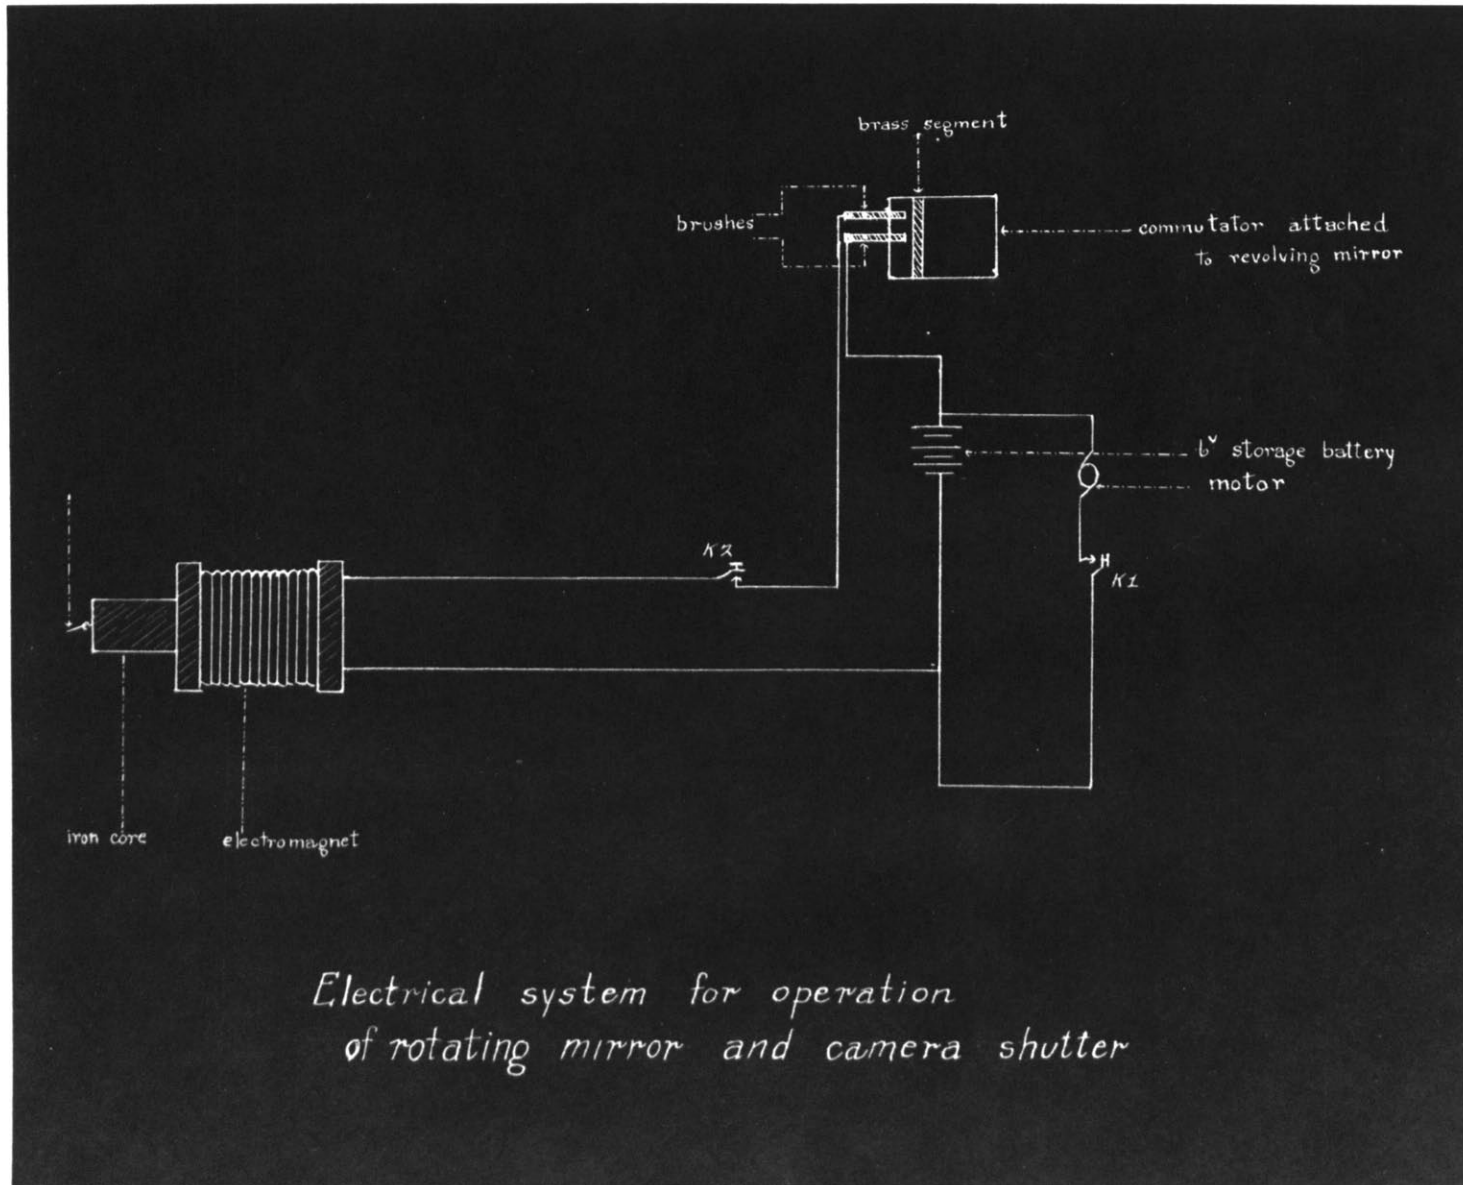 brass segment
brushes
commutator attached
to revolving mirror
6v storage battery
motor
K2
K1
iron core
electromagnet
Electrical system for operation
of rotating mirror and camera shutter